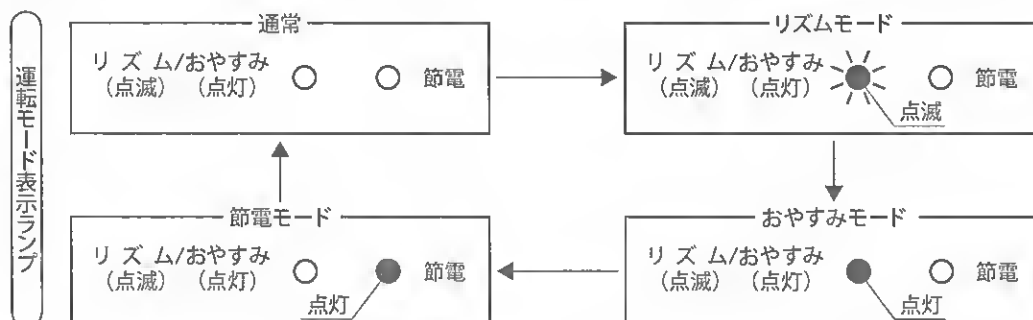 運転モード表示ランプ
通常
リズム/おやすみ
（点滅）（点灯）
節電
リズムモード
リズム/おやすみ
（点滅）（点灯）
節電
点滅
おやすみモード
リズム/おやすみ
（点滅）（点灯）
節電
点灯
節電モード
リズム/おやすみ
（点滅）（点灯）
節電
点灯